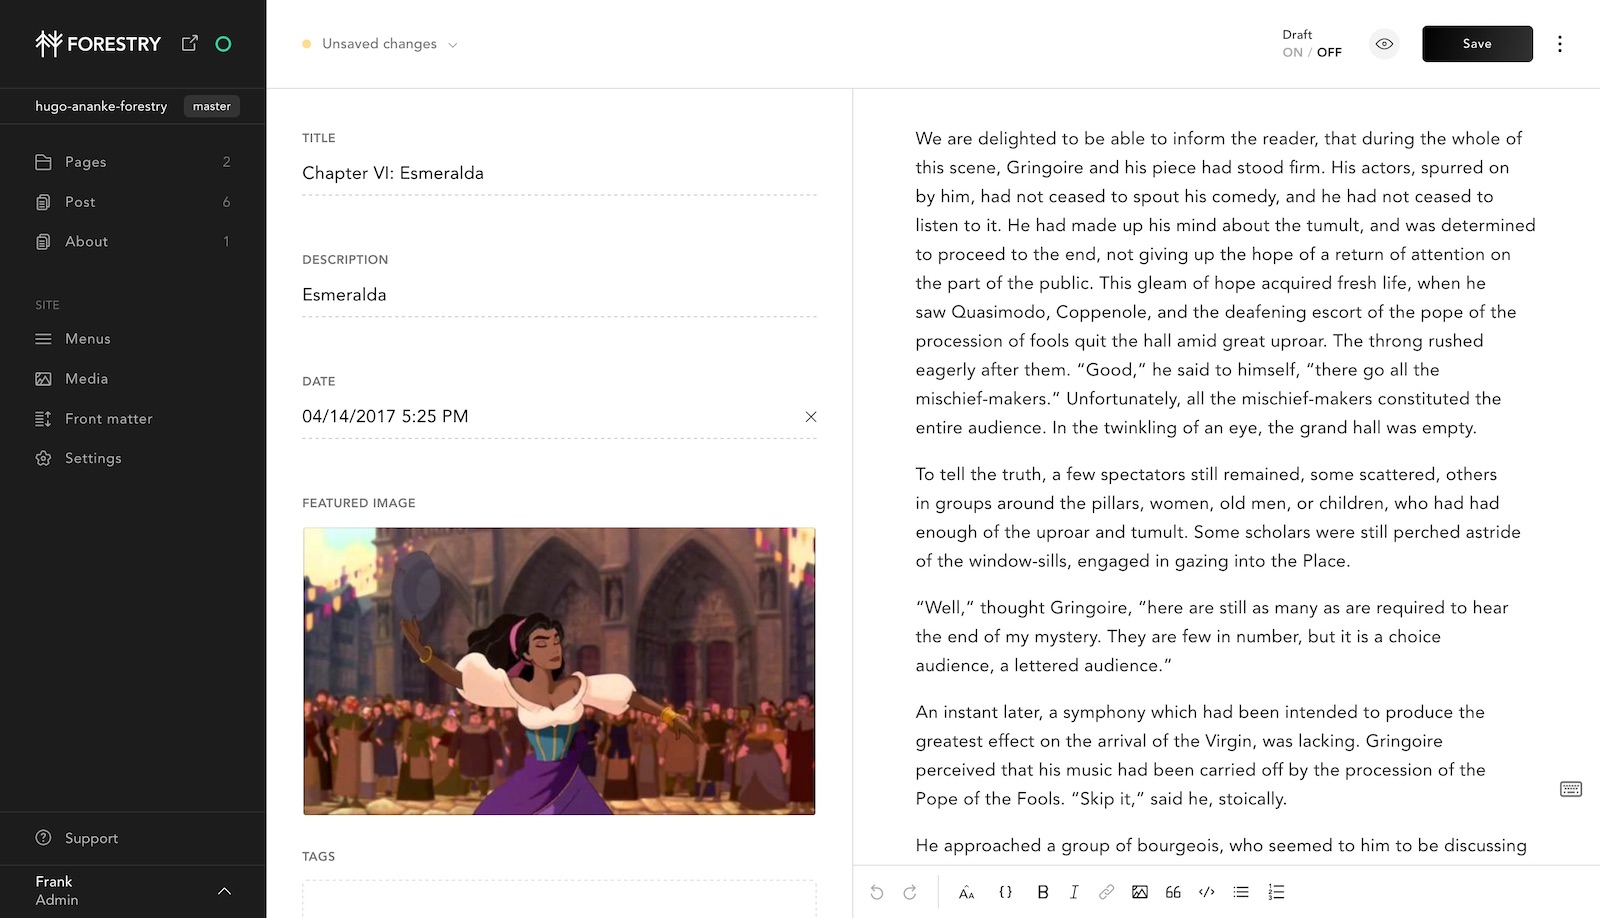 FORESTRY
hugo-ananke-forestry master
Pages 2
Post 6
About 1
SITE
Menus
Media
Front matter
Settings
Support
Frank
Admin
Unsaved changes
Draft
ON / OFF
Save
TITLE
Chapter VI: Esmeralda
DESCRIPTION
Esmeralda
DATE
04/14/2017 5:25 PM
FEATURED IMAGE
TAGS
We are delighted to be able to inform the reader, that during the whole of
this scene, Gringoire and his piece had stood firm. His actors, spurred on
by him, had not ceased to spout his comedy, and he had not ceased to
listen to it. He had made up his mind about the tumult, and was determined
to proceed to the end, not giving up the hope of a return of attention on
the part of the public. This gleam of hope acquired fresh life, when he
saw Quasimodo, Coppenole, and the deafening escort of the pope of the
procession of fools quit the hall amid great uproar. The throng rushed
eagerly after them. “Good,” he said to himself, “there go all the
mischief-makers.” Unfortunately, all the mischief-makers constituted the
entire audience. In the twinkling of an eye, the grand hall was empty.
To tell the truth, a few spectators still remained, some scattered, others
in groups around the pillars, women, old men, or children, who had had
enough of the uproar and tumult. Some scholars were still perched astride
of the window-sills, engaged in gazing into the Place.
“Well,” thought Gringoire, “here are still as many as are required to hear
the end of my mystery. They are few in number, but it is a choice
audience, a lettered audience.”
An instant later, a symphony which had been intended to produce the
greatest effect on the arrival of the Virgin, was lacking. Gringoire
perceived that his music had been carried off by the procession of the
Pope of the Fools. “Skip it,” said he, stoically.
He approached a group of bourgeois, who seemed to him to be discussing